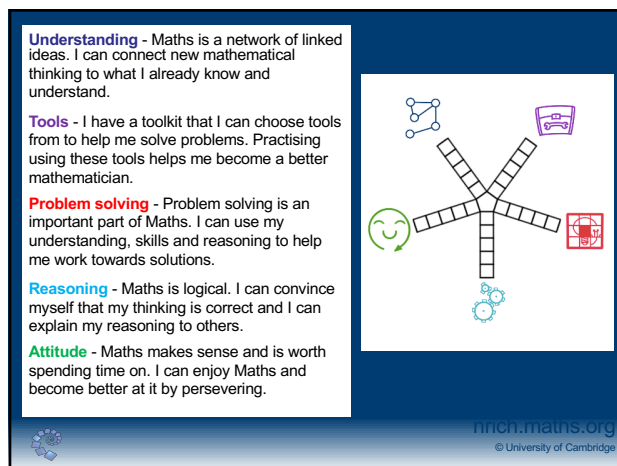 Understanding - Maths is a network of linked
ideas. I can connect new mathematical
thinking to what I already know and
understand.
Tools - I have a toolkit that I can choose tools
from to help me solve problems. Practising
using these tools helps me become a better
mathematician.
Problem solving - Problem solving is an
important part of Maths. I can use my
understanding, skills and reasoning to help
me work towards solutions.
Reasoning - Maths is logical. I can convince
myself that my thinking is correct and I can
explain my reasoning to others.
Attitude - Maths makes sense and is worth
spending time on. I can enjoy Maths and
become better at it by persevering.
nrich.maths.org
© University of Cambridge